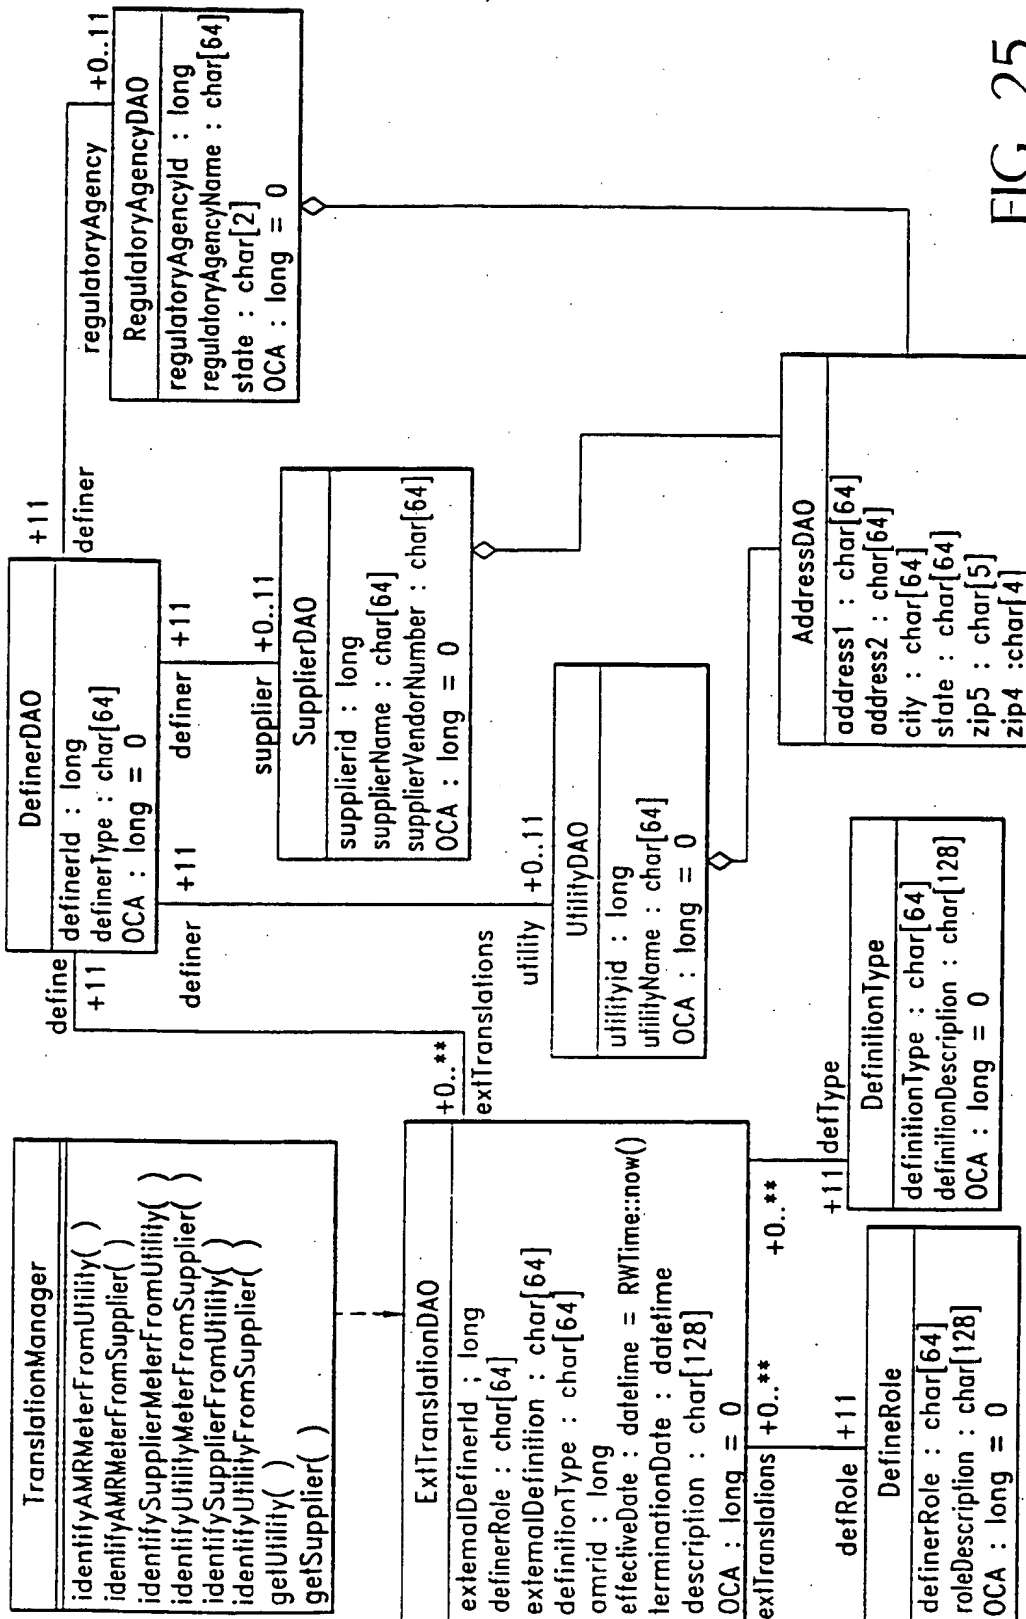 TranslationManager
identifyAMRMeterFromUtility( )
identifyAMRMeterFromSupplier( )
identifySupplierMeterFromUtility( )
identifyUtilityMeterFromSupplier( )
identifySupplierFromUtility( )
identifyUtilityFromSupplier( )
getUtility( )
getSupplier( )
define
+11
DefinerDAO
definerId : long
definerType : char[64]
OCA : long = 0
+11
definer
regulatoryAgency
+0..11
RegulatoryAgencyDAO
regulatoryAgencyId : long
regulatoryAgencyName : char[64]
state : char[2]
OCA : long = 0
definer
+11
definer
+11
supplier
+0..11
SupplierDAO
supplierid : long
supplierName : char[64]
supplierVendorNumber : char[64]
OCA : long = 0
+0..**
extTranslations
ExtTranslationDAO
externalDefinerId ; long
definerRole : char[64]
externalDefinition : char[64]
definitionType : char[64]
amrid : long
effectiveDate : datetime = RWTime::now()
terminationDate : datetime
description : char[128]
OCA : long = 0
utility
+0..11
UtilityDAO
utilityid : long
utilityName : char[64]
OCA : long = 0
extTranslations
+0..**
+0..**
defRole
+11
+11
defType
DefineRole
definerRole : char[64]
roleDescription : char[128]
OCA : long = 0
DefinitionType
definitionType : char[64]
definitionDescription : char[128]
OCA : long = 0
AddressDAO
address1 : char[64]
address2 : char[64]
city : char[64]
state : char[64]
zip5 : char[5]
zip4 :char[4]
FIG. 25